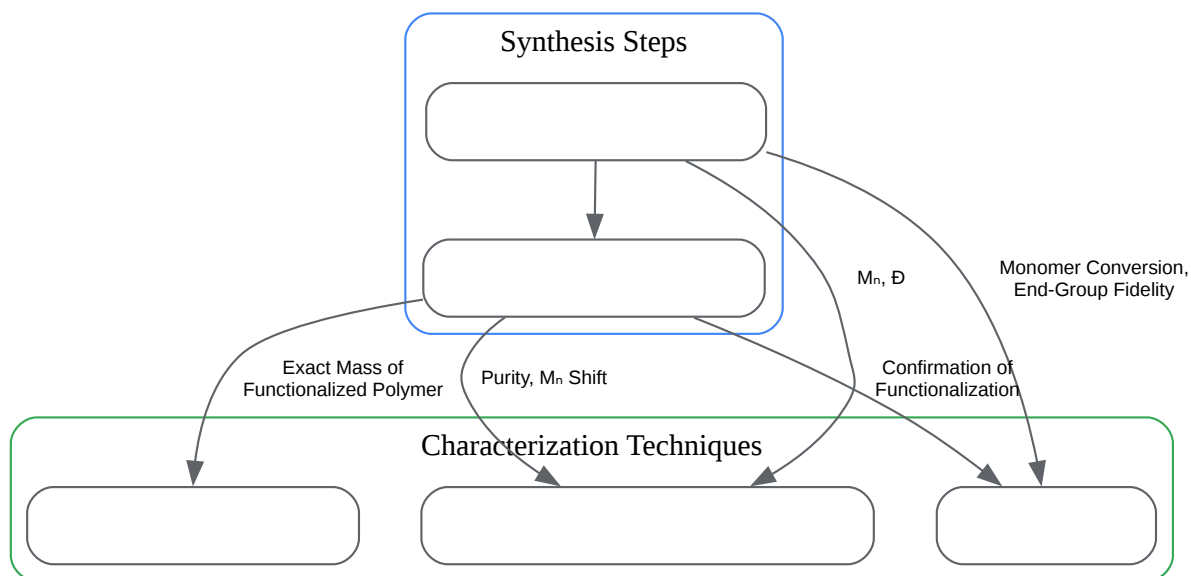 Synthesis Steps
Monomer Conversion,
End-Group Fidelity
Mₙ, Đ
Exact Mass of
Functionalized Polymer
Purity, Mₙ Shift
Confirmation of
Functionalization
Characterization Techniques